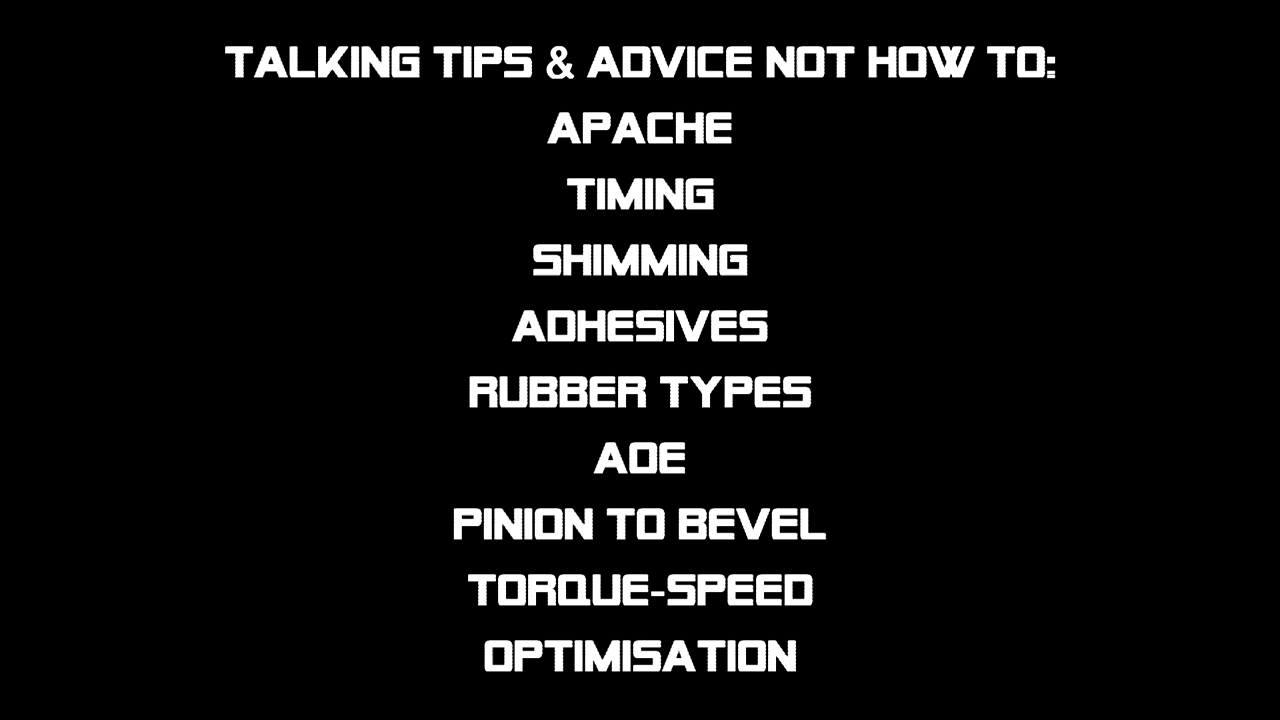 TALKING TIPS & ADVICE NOT HOW TO:
APACHE
TIMING
SHIMMING
ADHESIVES
RUBBER TYPES
AOE
PINION TO BEVEL
TORQUE-SPEED
OPTIMISATION